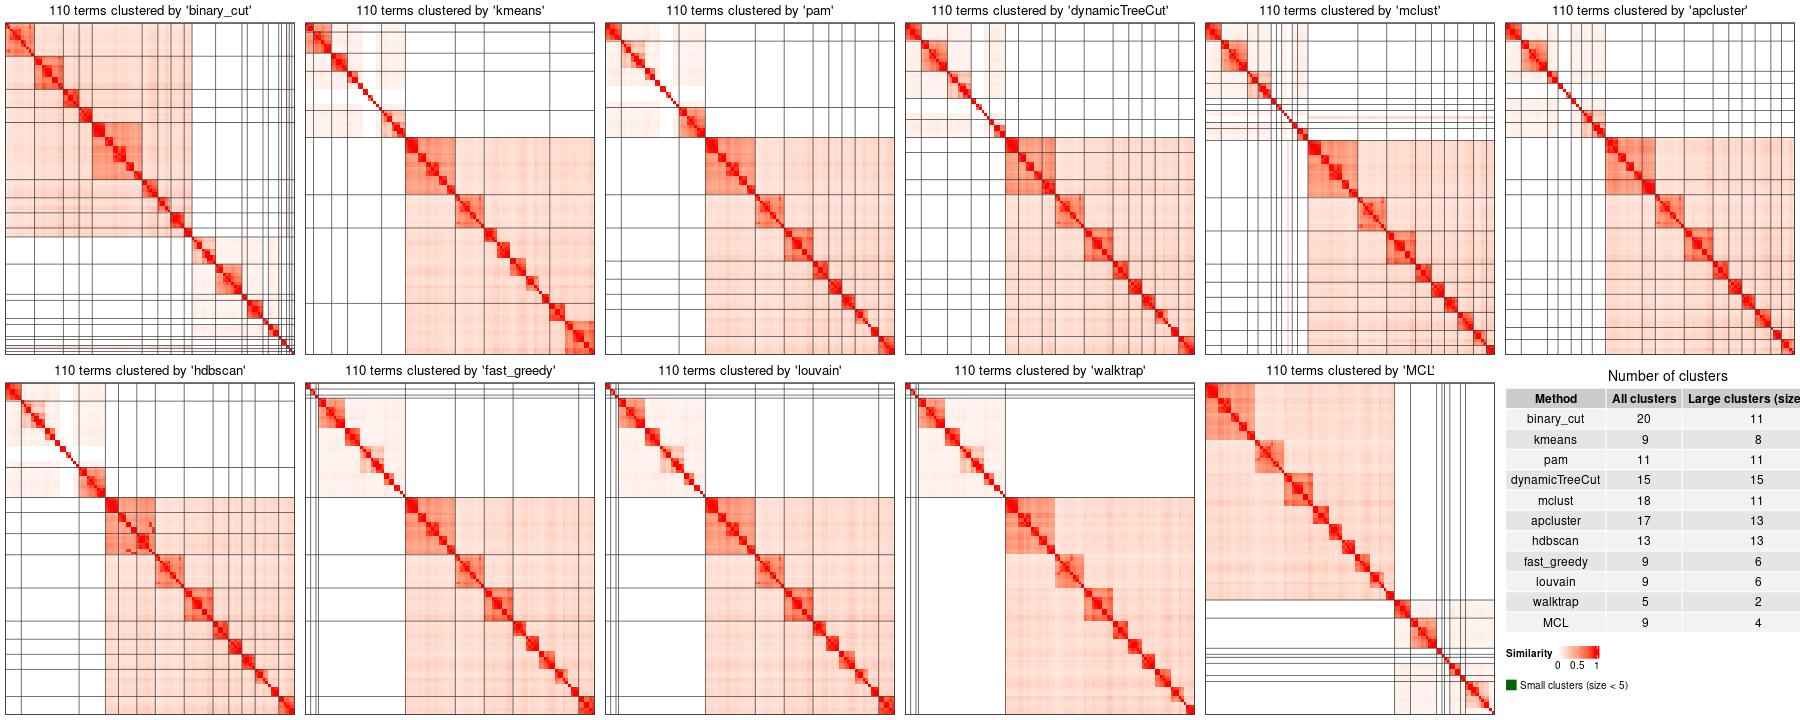 110 terms clustered by 'binary_cut'
110 terms clustered by 'kmeans'
110 terms clustered by 'pam'
110 terms clustered by 'dynamicTreeCut'
110 terms clustered by 'mclust'
110 terms clustered by 'apcluster'
110 terms clustered by 'hdbscan'
110 terms clustered by 'fast_greedy'
110 terms clustered by 'louvain'
110 terms clustered by 'walktrap'
110 terms clustered by 'MCL'
Number of clusters
Method All clusters Large clusters (size
binary_cut 20 11
kmeans 9 8
pam 11 11
dynamicTreeCut 15 15
mclust 18 11
apcluster 17 13
hdbscan 13 13
fast_greedy 9 6
louvain 9 6
walktrap 5 2
MCL 9 4
Similarity
0 0.5 1
Small clusters (size < 5)